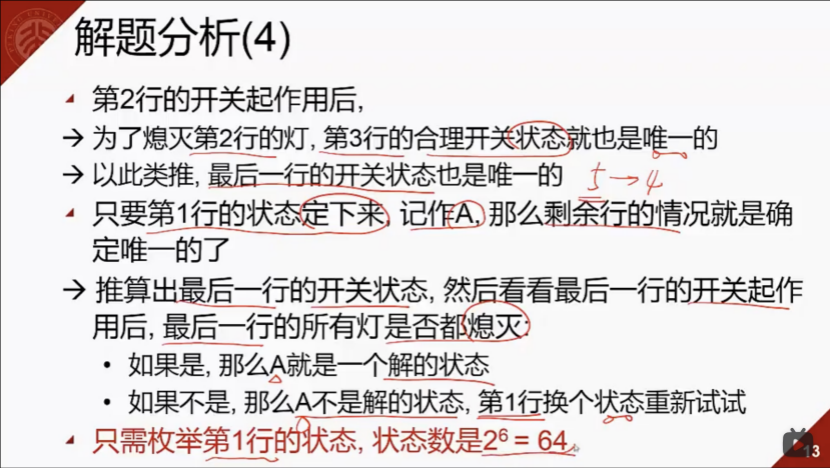 解题分析(4)
第2行的开关起作用后,
→ 为了熄灭第2行的灯, 第3行的合理开关状态就也是唯一的
→ 以此类推, 最后一行的开关状态也是唯一的 5→4
只要第1行的状态定下来, 记作A, 那么剩余行的情况就是确
定唯一的了
→ 推算出最后一行的开关状态, 然后看看最后一行的开关起作
用后, 最后一行的所有灯是否都熄灭:
• 如果是, 那么A就是一个解的状态
• 如果不是, 那么A不是解的状态, 第1行换个状态重新试试
只需枚举第1行的状态, 状态数是2⁶ = 64
13